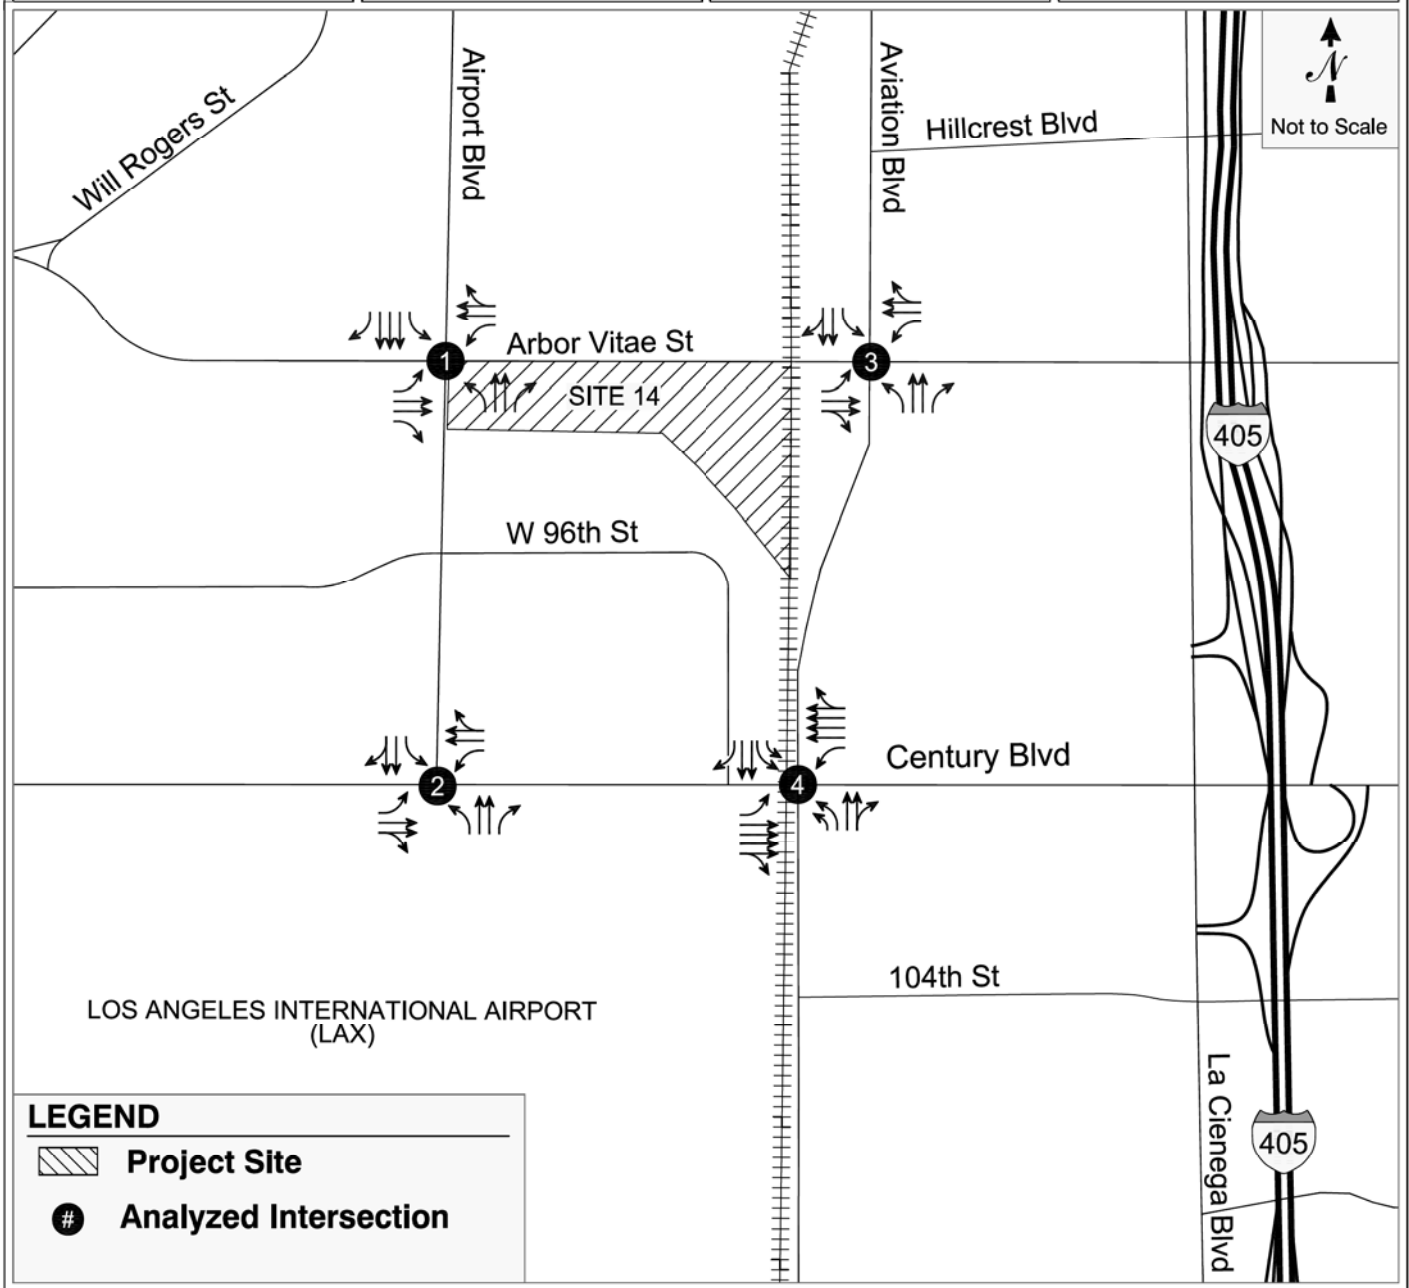 Will Rogers St
Airport Blvd
Aviation Blvd
Hillcrest Blvd
N
Not to Scale
Arbor Vitae St
1
3
SITE 14
405
W 96th St
Century Blvd
2
4
104th St
LOS ANGELES INTERNATIONAL AIRPORT
(LAX)
La Cienega Blvd
405
LEGEND
Project Site
# Analyzed Intersection